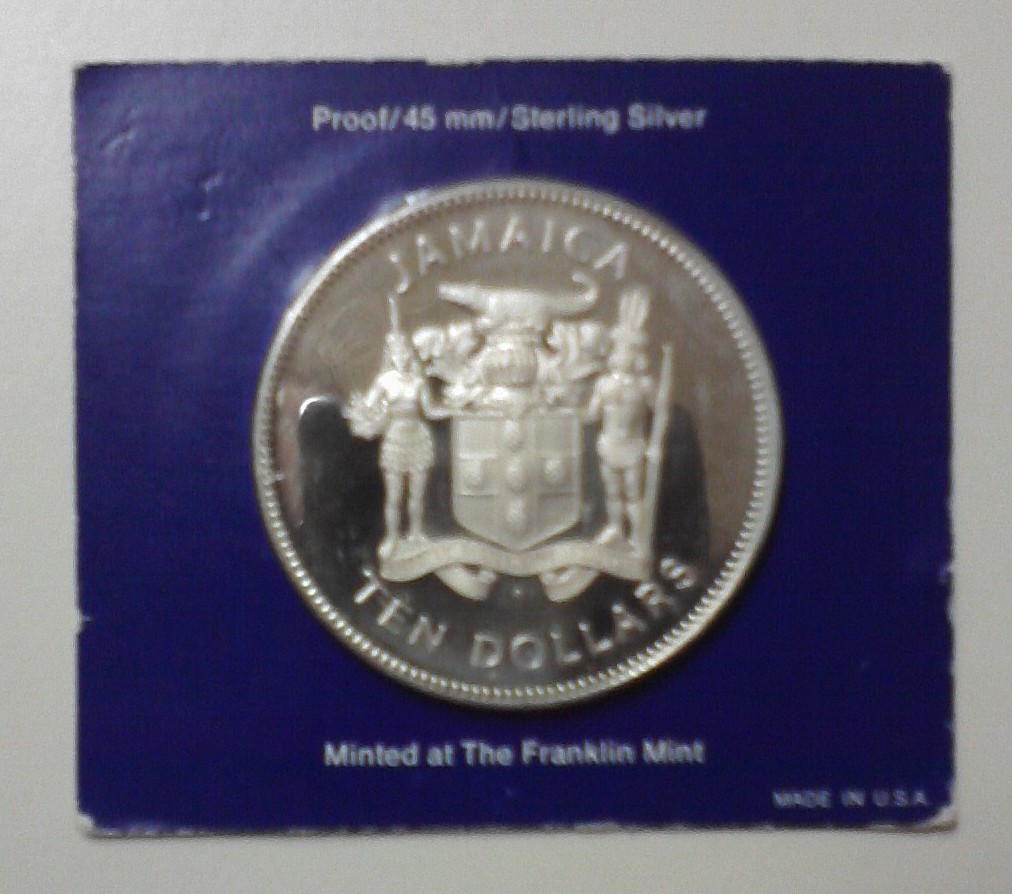 Proof/45 mm/Sterling Silver
JAMAICA
TEN DOLLARS
Minted at The Franklin Mint
MADE IN U.S.A.